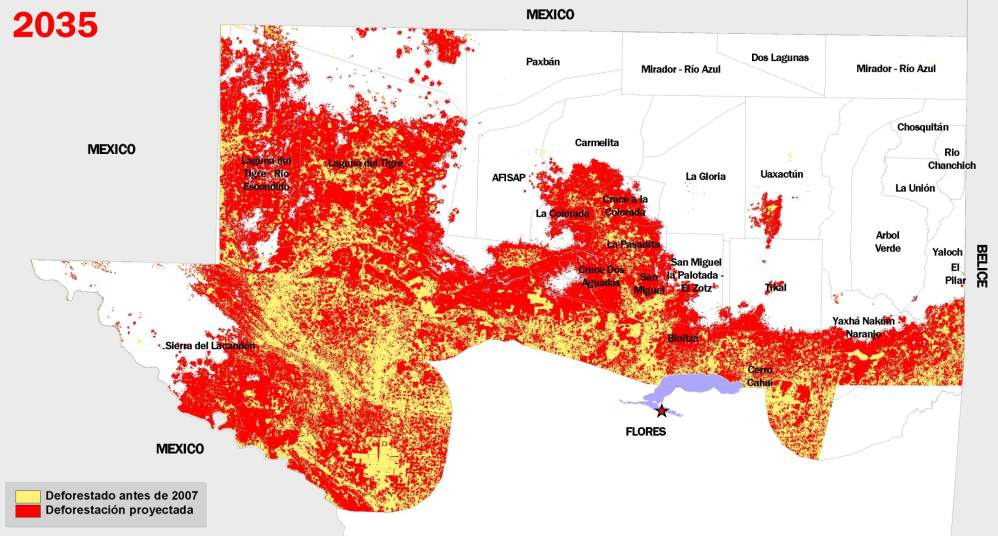 2035
MEXICO
Paxbán
Mirador - Río Azul
Dos Lagunas
Mirador - Río Azul
MEXICO
Chosquitán
Carmelita
Rio
Chanchich
Laguna del
Tigre - Río
Escondido
Laguna del Tigre
AFISAP
La Gloria
Uaxactún
La Unión
La Colorada
Cruce a la
Colorada
Arbol
Verde
La Pasadita
Yaloch
El
Pilar
BELICE
San Miguel
la Palotada -
El Zotz
Cruce Dos
Aguadas
San
Miguel
Tikal
Yaxhá Nakúm
Naranjo
Sierra del Lacandón
Bioitzá
Cerro
Cahuí
FLORES
MEXICO
Deforestado antes de 2007
Deforestación proyectada